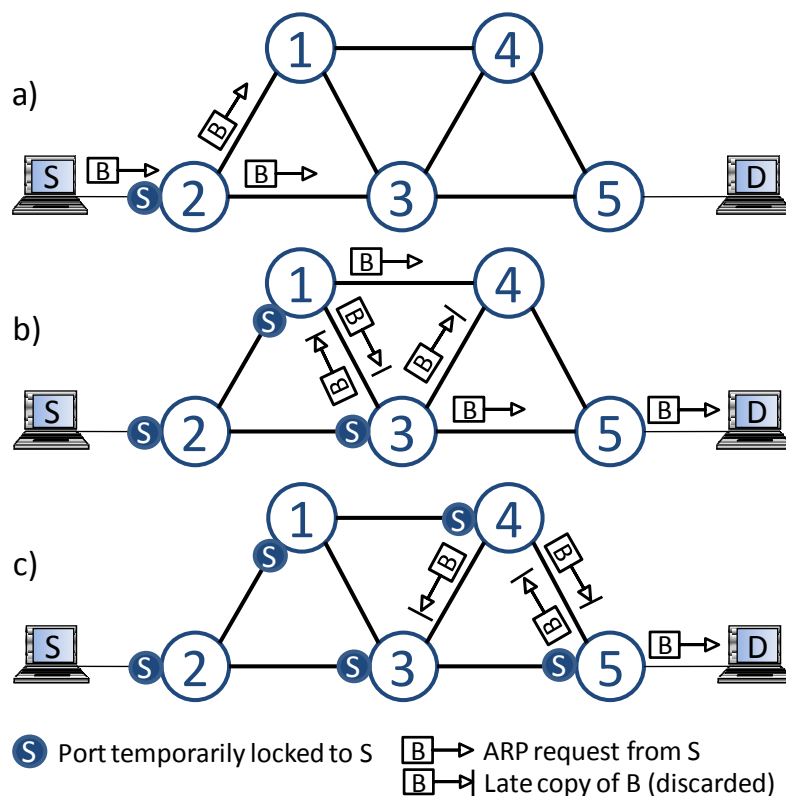 a)
1 4
B
S B B D
S 2 3 5
b)
1 B 4
S B B B
S S 2 S 3 B 5 B D
c)
1 S 4
S B B B
S S 2 S 3 S 5 B D
S Port temporarily locked to S
B ARP request from S
B Late copy of B (discarded)